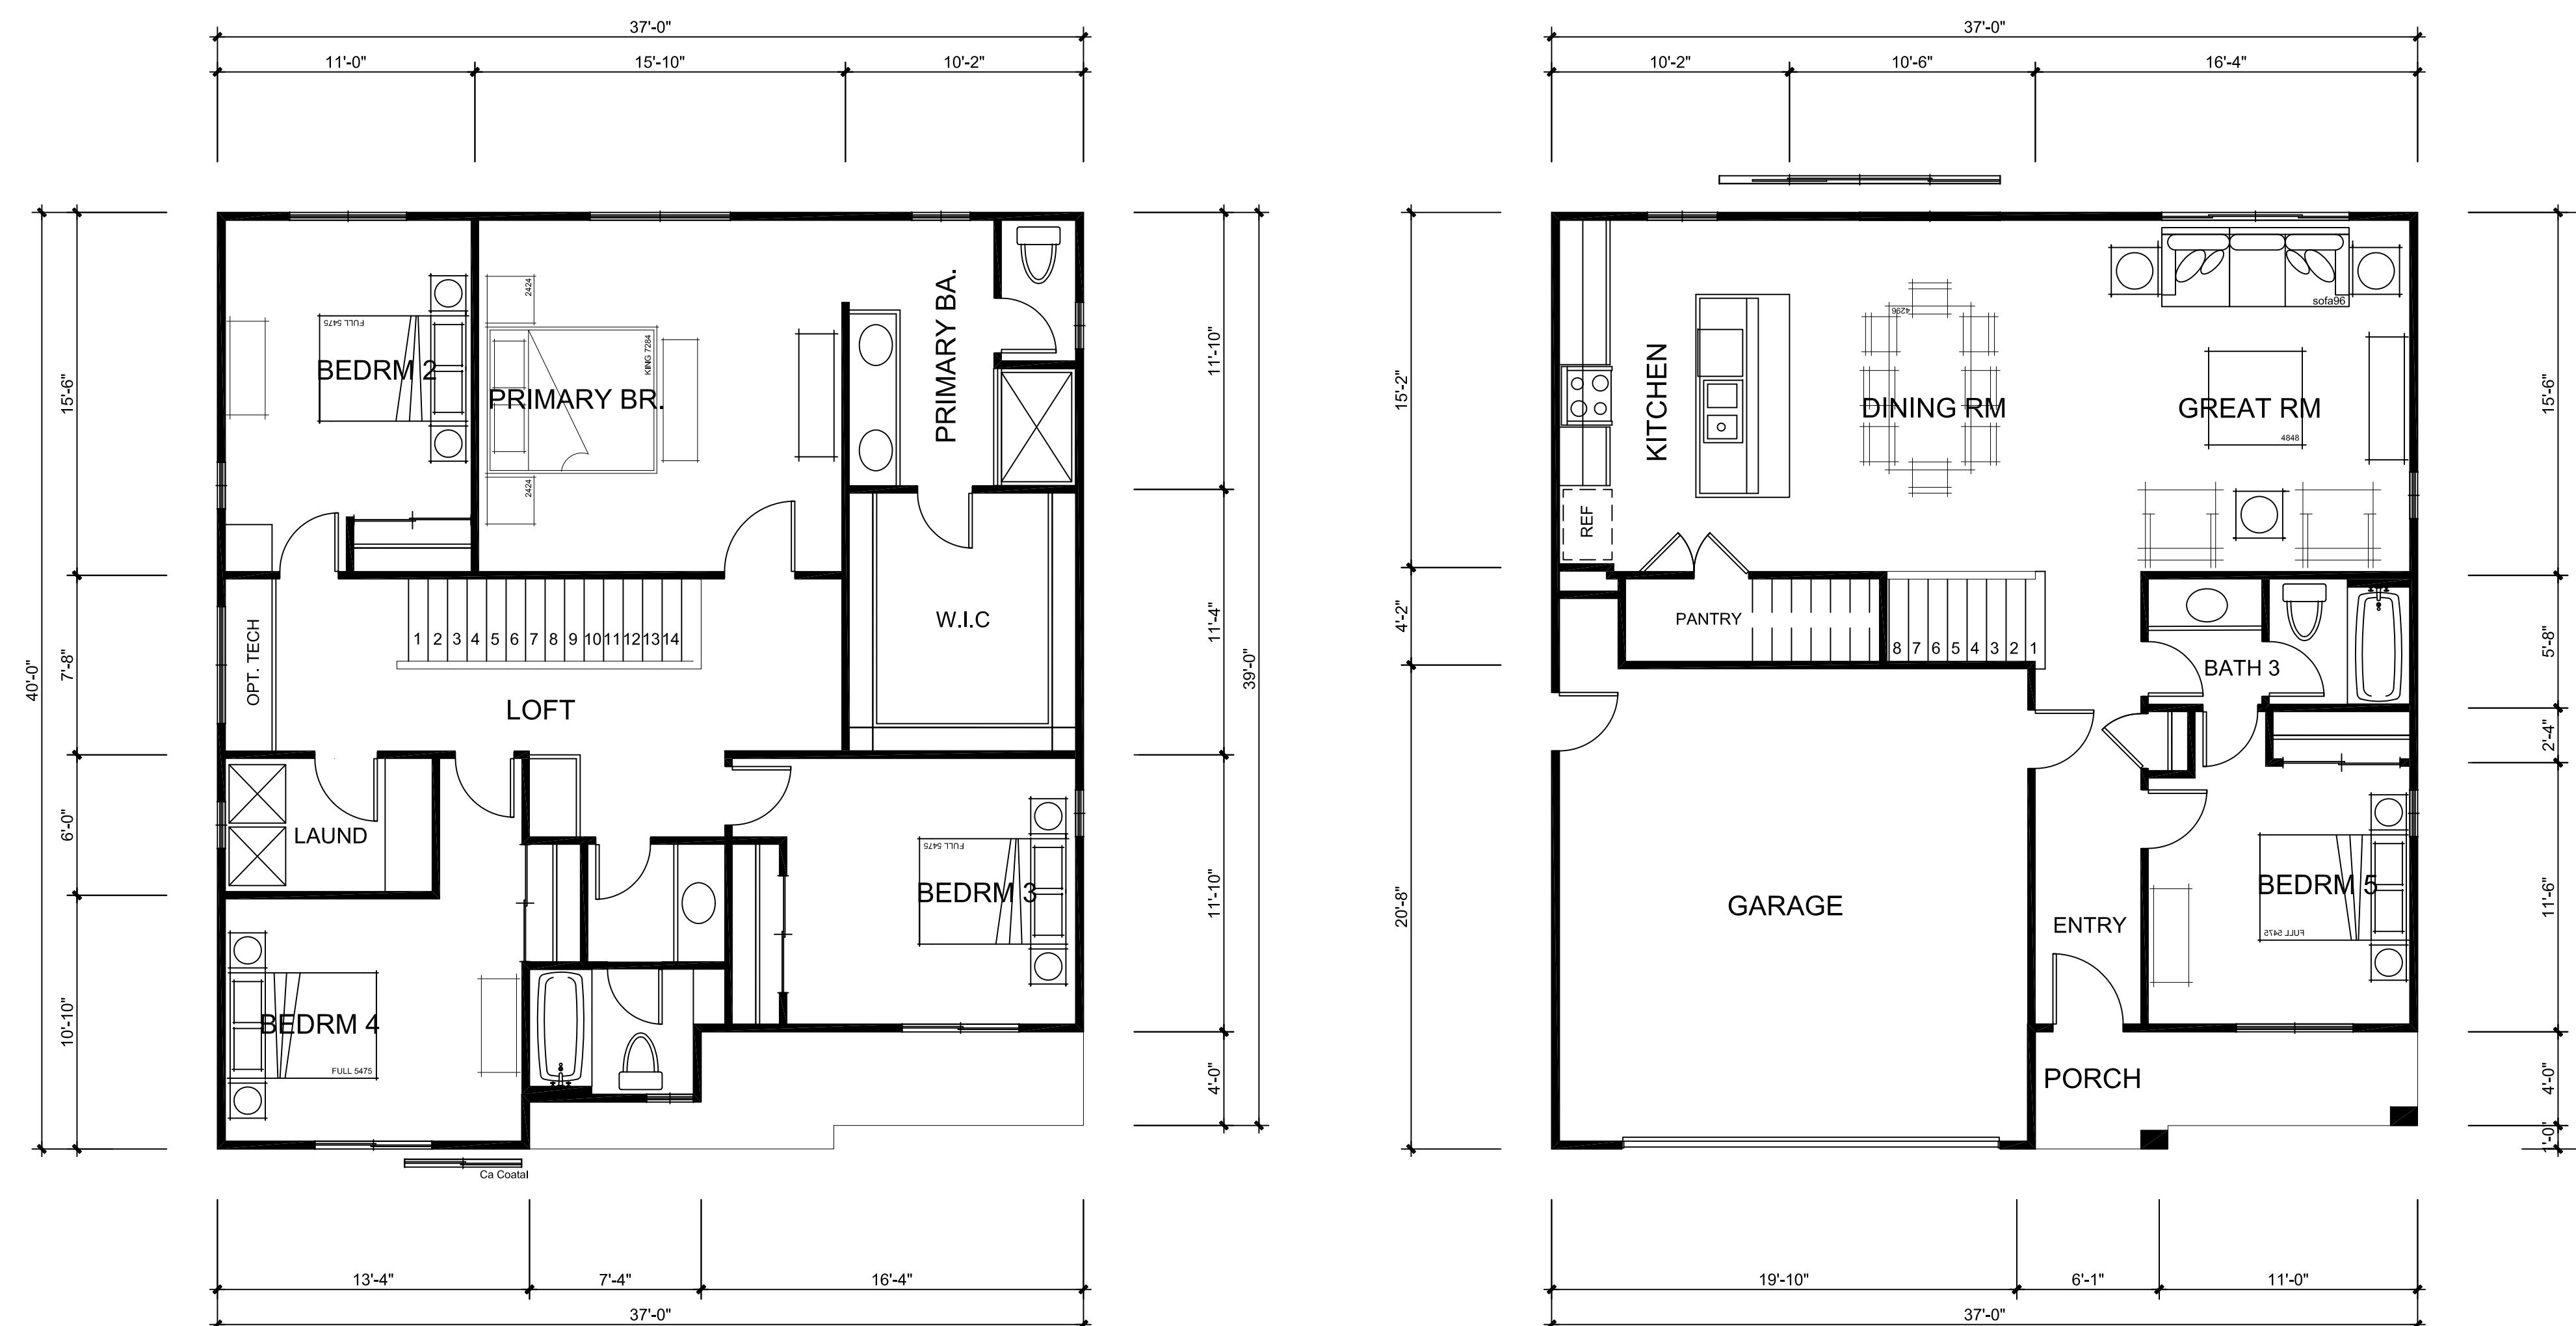 37'-0"
11'-0"
15'-10"
10'-2"
40'-0"
15'-6"
7'-8"
6'-0"
10'-10"
FULL 5475
BEDRM 2
2424
KING 7284
PRIMARY BR.
2424
PRIMARY BA.
OPT. TECH
1 2 3 4 5 6 7 8 9 10 11 12 13 14
W.I.C
LOFT
LAUND
FULL 5475
BEDRM 3
BEDRM 4
FULL 5475
Ca Coatal
11'-10"
11'-4"
11'-10"
4'-0"
39'-0"
13'-4"
7'-4"
16'-4"
37'-0"
37'-0"
10'-2"
10'-6"
16'-4"
15'-2"
4'-2"
20'-8"
sofa96
4296
KITCHEN
DINING RM
GREAT RM
4848
REF
PANTRY
8 7 6 5 4 3 2 1
BATH 3
GARAGE
BEDRM 5
FULL 5475
ENTRY
PORCH
15'-6"
5'-8"
2'-4"
11'-6"
4'-0"
1'-0"
19'-10"
6'-1"
11'-0"
37'-0"